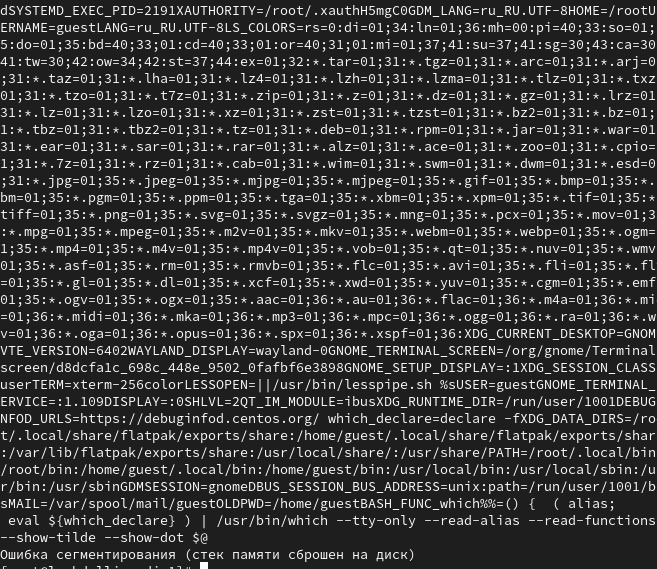 dSYSTEMD_EXEC_PID=2191XAUTHORITY=/root/.xauthH5mgC0GDM_LANG=ru_RU.UTF-8HOME=/rootU
ERNAME=guestLANG=ru_RU.UTF-8LS_COLORS=rs=0:di=01;34:ln=01;36:mh=00:pi=40;33:so=01;
5:do=01;35:bd=40;33;01:cd=40;33;01:or=40;31;01:mi=01;37;41:su=37;41:sg=30;43:ca=30
41:tw=30;42:ow=34;42:st=37;44:ex=01;32:*.tar=01;31:*.tgz=01;31:*.arc=01;31:*.arj=0
;31:*.taz=01;31:*.lha=01;31:*.lz4=01;31:*.lzh=01;31:*.lzma=01;31:*.tlz=01;31:*.txz
01;31:*.tzo=01;31:*.t7z=01;31:*.zip=01;31:*.z=01;31:*.dz=01;31:*.gz=01;31:*.lrz=01
;31:*.lz=01;31:*.lzo=01;31:*.xz=01;31:*.zst=01;31:*.tzst=01;31:*.bz2=01;31:*.bz=01
1:*.tbz=01;31:*.tbz2=01;31:*.tz=01;31:*.deb=01;31:*.rpm=01;31:*.jar=01;31:*.war=01
;31:*.ear=01;31:*.sar=01;31:*.rar=01;31:*.alz=01;31:*.ace=01;31:*.zoo=01;31:*.cpio=
1;31:*.7z=01;31:*.rz=01;31:*.cab=01;31:*.wim=01;31:*.swm=01;31:*.dwm=01;31:*.esd=0
;31:*.jpg=01;35:*.jpeg=01;35:*.mjpg=01;35:*.mjpeg=01;35:*.gif=01;35:*.bmp=01;35:*.
bm=01;35:*.pgm=01;35:*.ppm=01;35:*.tga=01;35:*.xbm=01;35:*.xpm=01;35:*.tif=01;35:*
tiff=01;35:*.png=01;35:*.svg=01;35:*.svgz=01;35:*.mng=01;35:*.pcx=01;35:*.mov=01;3
:*.mpg=01;35:*.mpeg=01;35:*.m2v=01;35:*.mkv=01;35:*.webm=01;35:*.webp=01;35:*.ogm=
1;35:*.mp4=01;35:*.m4v=01;35:*.mp4v=01;35:*.vob=01;35:*.qt=01;35:*.nuv=01;35:*.wmv
01;35:*.asf=01;35:*.rm=01;35:*.rmvb=01;35:*.flc=01;35:*.avi=01;35:*.fli=01;35:*.fl
=01;35:*.gl=01;35:*.dl=01;35:*.xcf=01;35:*.xwd=01;35:*.yuv=01;35:*.cgm=01;35:*.emf
01;35:*.ogv=01;35:*.ogx=01;35:*.aac=01;36:*.au=01;36:*.flac=01;36:*.m4a=01;36:*.mi
=01;36:*.midi=01;36:*.mka=01;36:*.mp3=01;36:*.mpc=01;36:*.ogg=01;36:*.ra=01;36:*.w
v=01;36:*.oga=01;36:*.opus=01;36:*.spx=01;36:*.xspf=01;36:XDG_CURRENT_DESKTOP=GNOM
VTE_VERSION=6402WAYLAND_DISPLAY=wayland-0GNOME_TERMINAL_SCREEN=/org/gnome/Terminal
screen/d8dcfa1c_698c_448e_9502_0fafbf6e3898GNOME_SETUP_DISPLAY=:1XDG_SESSION_CLASS
userTERM=xterm-256colorLESSOPEN=||/usr/bin/lesspipe.sh %sUSER=guestGNOME_TERMINAL_
ERVICE=:1.109DISPLAY=:0SHLVL=2QT_IM_MODULE=ibusXDG_RUNTIME_DIR=/run/user/1001DEBUG
NFOD_URLS=https://debuginfod.centos.org/ which_declare=declare -fXDG_DATA_DIRS=/ro
t/.local/share/flatpak/exports/share:/home/guest/.local/share/flatpak/exports/shar
:/var/lib/flatpak/exports/share:/usr/local/share/:/usr/share/PATH=/root/.local/bin
/root/bin:/home/guest/.local/bin:/home/guest/bin:/usr/local/bin:/usr/local/sbin:/u
r/bin:/usr/sbinGDMSESSION=gnomeDBUS_SESSION_BUS_ADDRESS=unix:path=/run/user/1001/b
sMAIL=/var/spool/mail/guestOLDPWD=/home/guestBASH_FUNC_which%%=() {  ( alias;
 eval ${which_declare} ) | /usr/bin/which --tty-only --read-alias --read-functions
--show-tilde --show-dot $@
Ошибка сегментирования (стек памяти сброшен на диск)